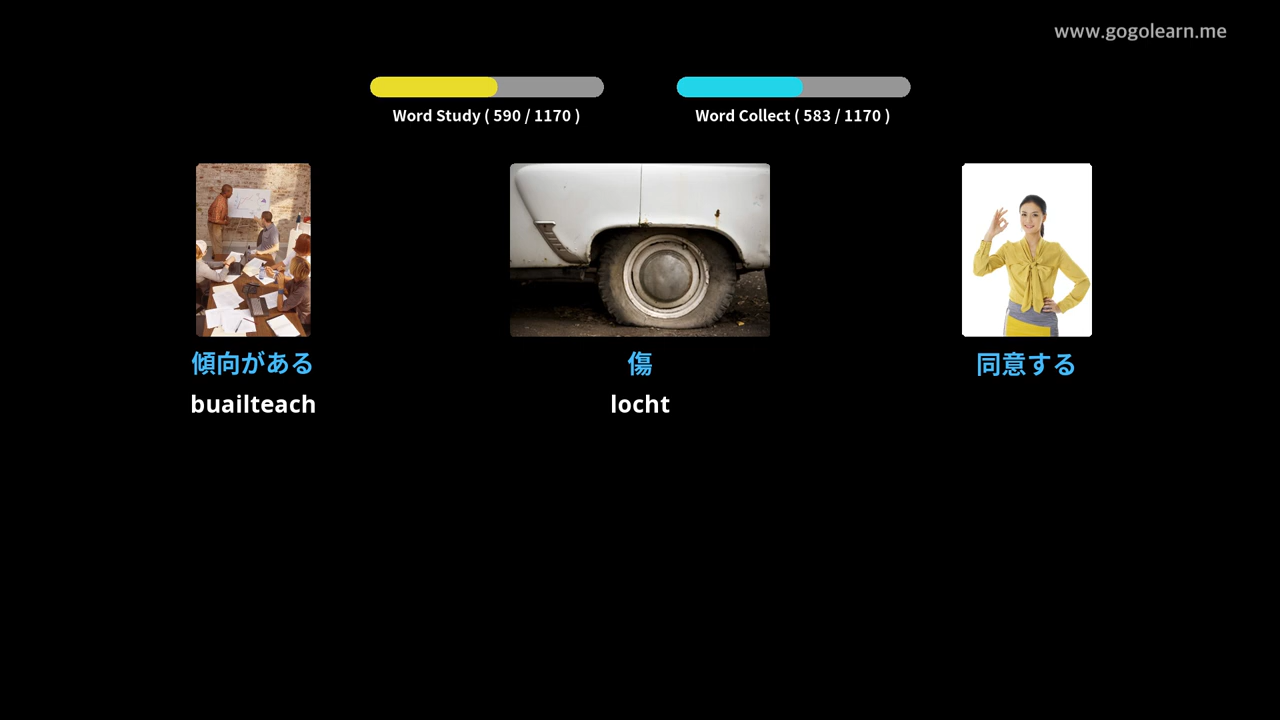 www.gogolearn.me
Word Study ( 590 / 1170 )
Word Collect ( 583 / 1170 )
傾向がある
傷
同意する
buailteach
locht